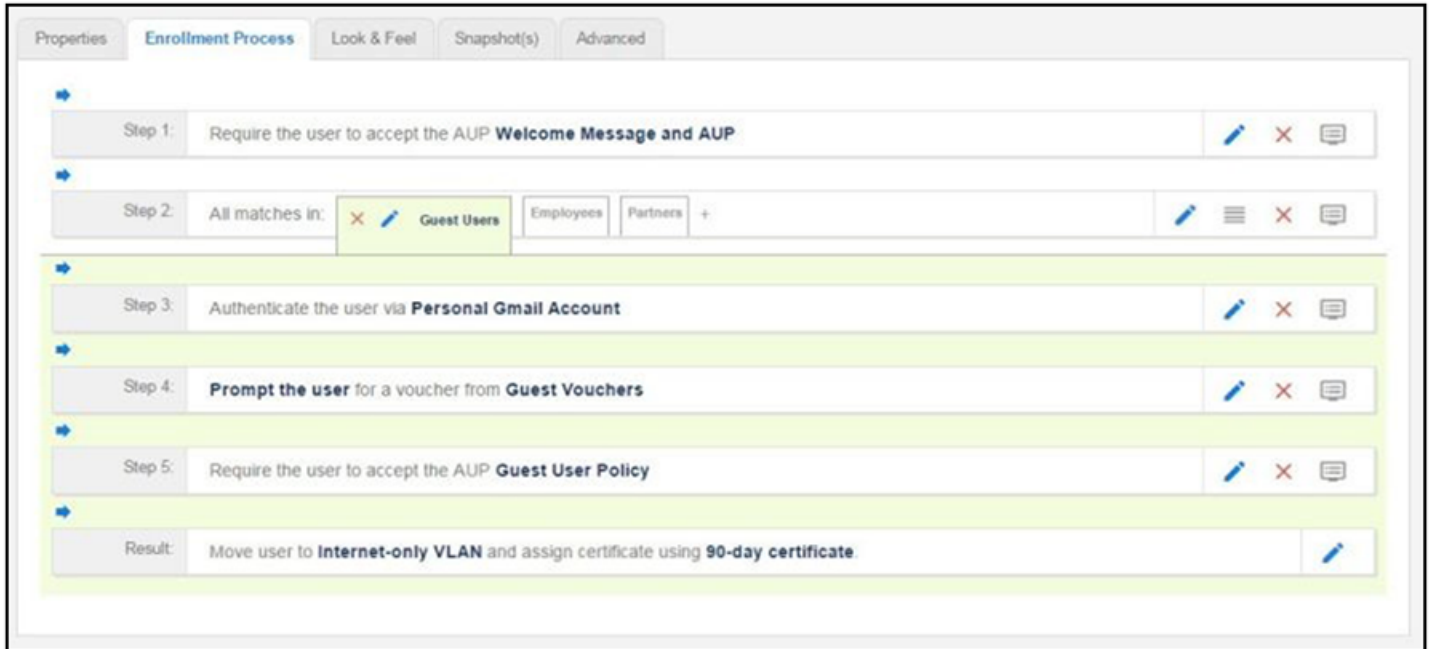 Properties Enrollment Process Look & Feel Snapshot(s) Advanced
Step 1: Require the user to accept the AUP Welcome Message and AUP
Step 2: All matches in: Guest Users Employees Partners +
Step 3: Authenticate the user via Personal Gmail Account
Step 4: Prompt the user for a voucher from Guest Vouchers
Step 5: Require the user to accept the AUP Guest User Policy
Result: Move user to Internet-only VLAN and assign certificate using 90-day certificate.